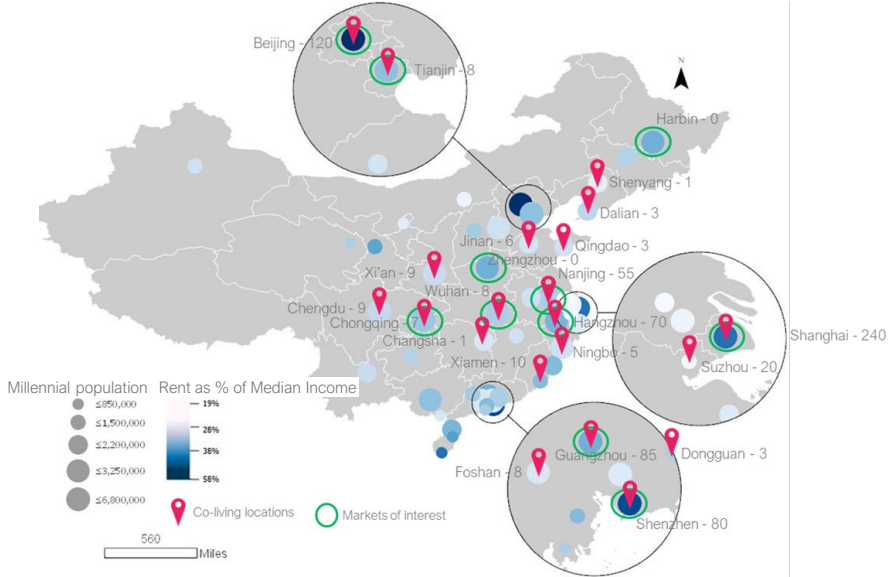 Beijing - 120
Tianjin - 8
N
Harbin - 0
Shenyang - 1
Dalian - 3
Jinan - 6
Qingdao - 3
Zhengzhou - 0
Xi'an - 9
Nanjing - 55
Wuhan - 8
Chengdu - 9
Chongqing - 7
Hangzhou - 70
Shanghai - 240
Changsha - 1
Ningbo - 5
Xiamen - 10
Suzhou - 20
Millennial population
Rent as % of Median Income
≤850,000
≤1,500,000
≤2,200,000
≤3,250,000
≤6,800,000
19%
28%
38%
58%
Guangzhou - 85
Dongguan - 3
Foshan - 8
Shenzhen - 80
Co-living locations
Markets of interest
560
Miles